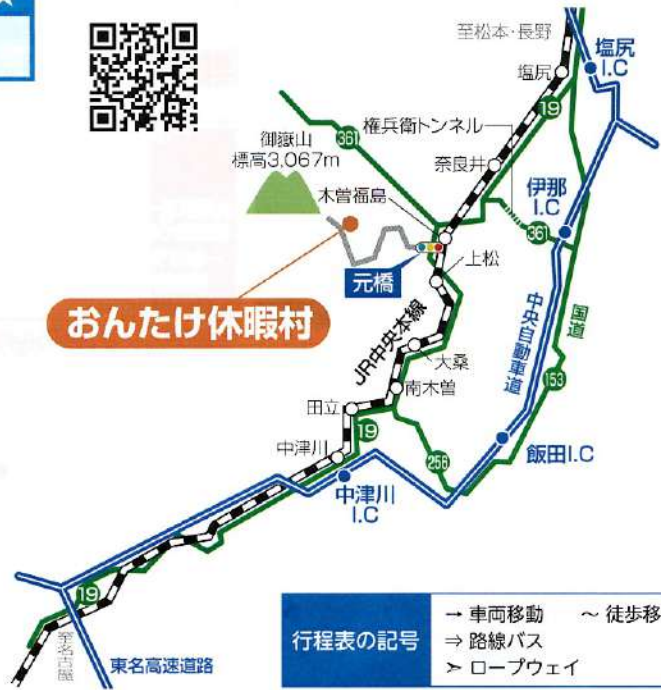 至松本・長野
塩尻
I.C
塩尻
19
361
権兵衛トンネル
御嶽山
標高3,067m
奈良井
木曽福島
伊那
I.C
361
元橋
上松
おんたけ休暇村
JR中央本線
中央自動車道
国道
大桑
153
南木曽
田立
19
中津川
256
飯田I.C
中津川
I.C
19
至名古屋
東名高速道路
行程表の記号
→ 車両移動 ～ 徒歩移
⇒ 路線バス
≻ ロープウェイ